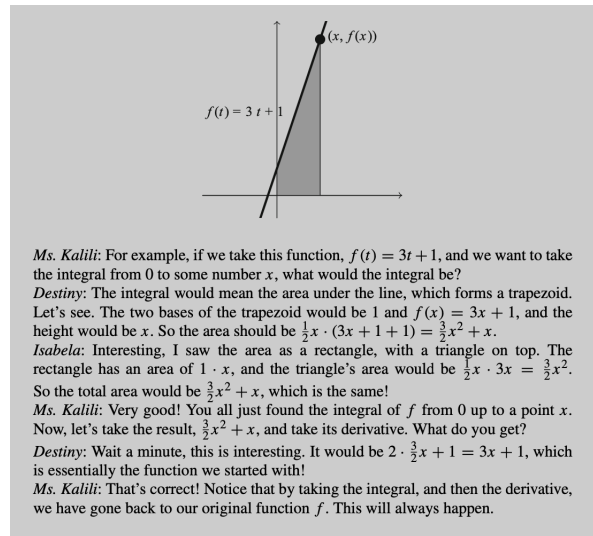 (x, f(x))
f(t) = 3 t + 1
Ms. Kalili: For example, if we take this function, f(t) = 3t + 1, and we want to take
the integral from 0 to some number x, what would the integral be?
Destiny: The integral would mean the area under the line, which forms a trapezoid.
Let's see. The two bases of the trapezoid would be 1 and f(x) = 3x + 1, and the
height would be x. So the area should be ½x · (3x + 1 + 1) = 3/2x² + x.
Isabela: Interesting, I saw the area as a rectangle, with a triangle on top. The
rectangle has an area of 1 · x, and the triangle's area would be ½x · 3x = 3/2x².
So the total area would be 3/2x² + x, which is the same!
Ms. Kalili: Very good! You all just found the integral of f from 0 up to a point x.
Now, let's take the result, 3/2x² + x, and take its derivative. What do you get?
Destiny: Wait a minute, this is interesting. It would be 2 · 3/2x + 1 = 3x + 1, which
is essentially the function we started with!
Ms. Kalili: That's correct! Notice that by taking the integral, and then the derivative,
we have gone back to our original function f. This will always happen.